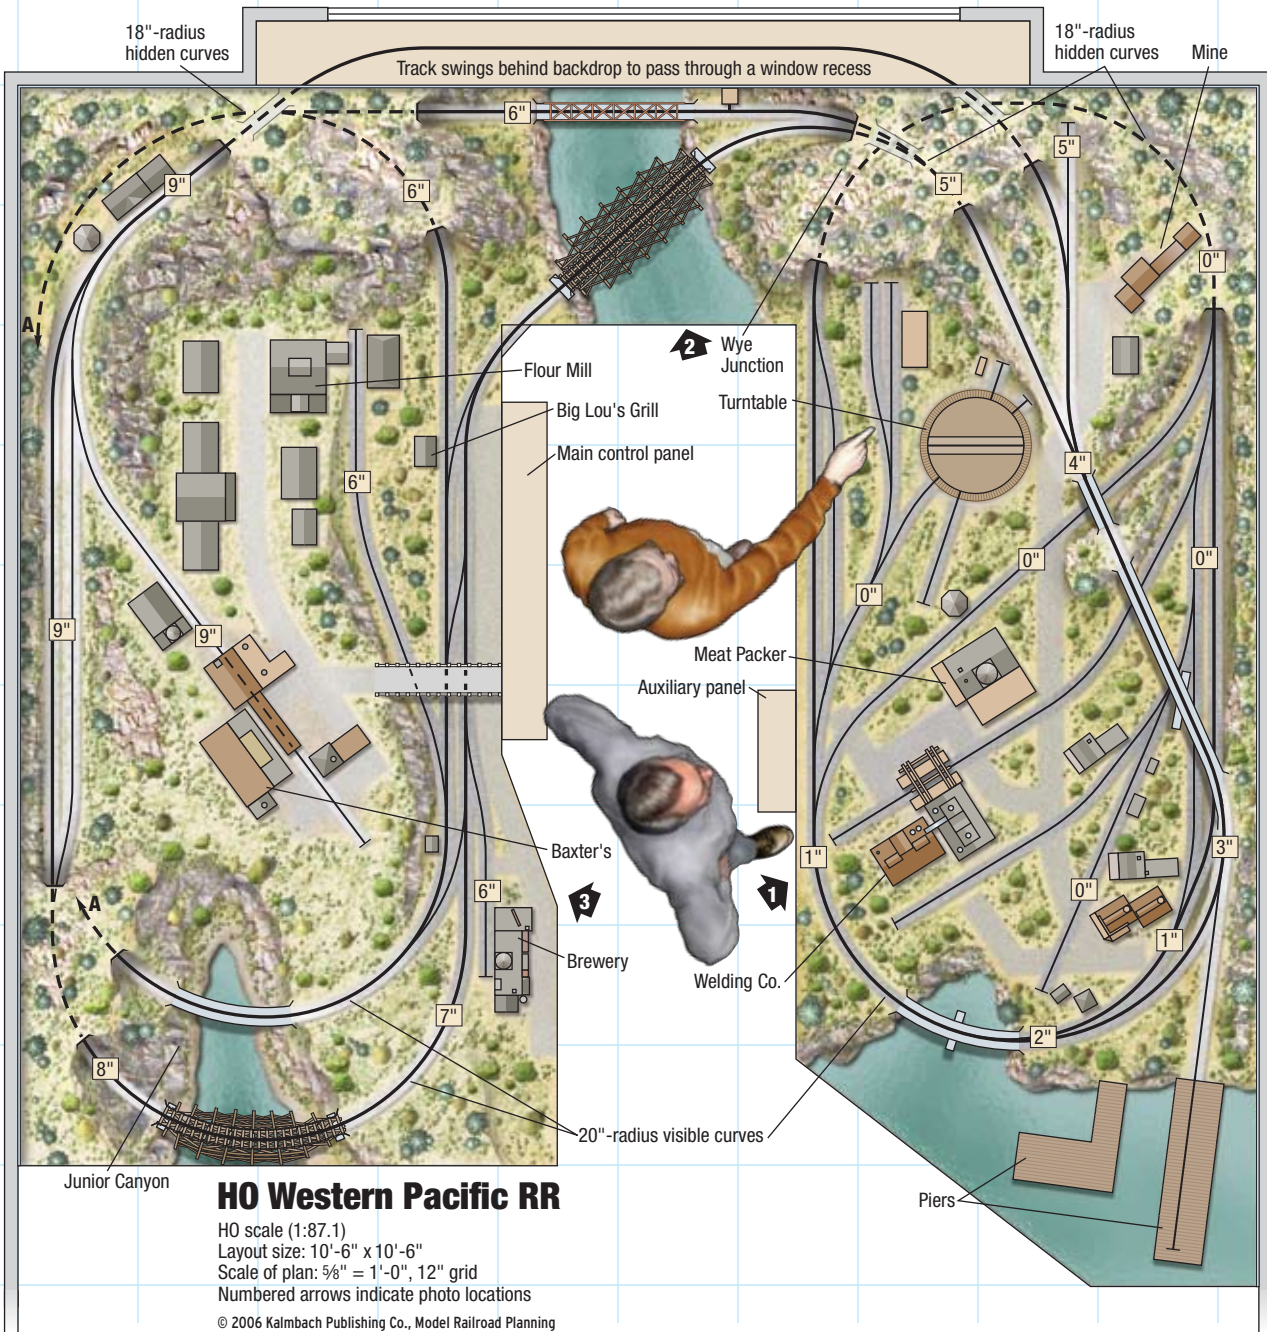 18"-radius
hidden curves
18"-radius
hidden curves
Mine
Track swings behind backdrop to pass through a window recess
6"
5"
9"
6"
5"
0"
A
2
Wye
Junction
Flour Mill
Turntable
Big Lou's Grill
Main control panel
4"
6"
0"
0"
0"
9"
9"
Meat Packer
Auxiliary panel
Baxter's
1"
3"
6"
0"
A
3
1
1"
Brewery
Welding Co.
7"
2"
8"
20"-radius visible curves
Junior Canyon
Piers
HO Western Pacific RR
HO scale (1:87.1)
Layout size: 10'-6" x 10'-6"
Scale of plan: 5/8" = 1'-0", 12" grid
Numbered arrows indicate photo locations
© 2006 Kalmbach Publishing Co., Model Railroad Planning